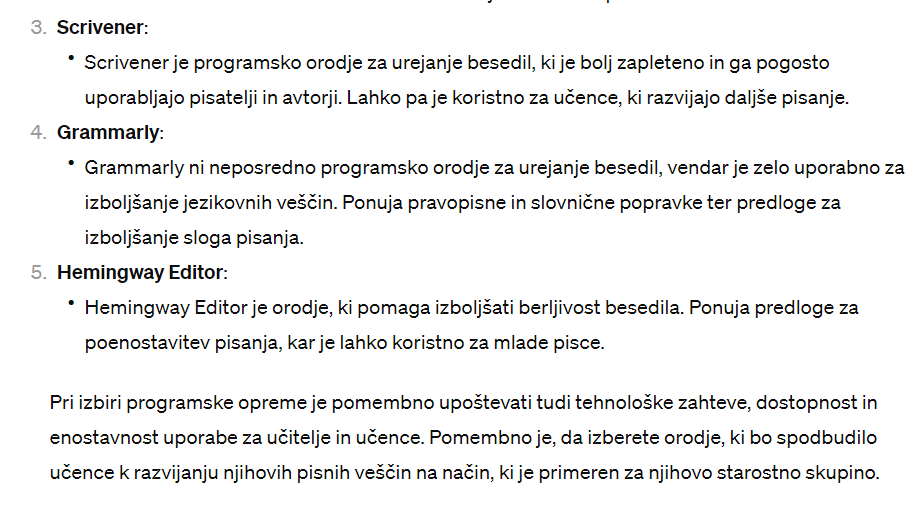 3. Scrivener:
• Scrivener je programsko orodje za urejanje besedil, ki je bolj zapleteno in ga pogosto
uporabljajo pisatelji in avtorji. Lahko pa je koristno za učence, ki razvijajo daljše pisanje.
4. Grammarly:
• Grammarly ni neposredno programsko orodje za urejanje besedil, vendar je zelo uporabno za
izboljšanje jezikovnih veščin. Ponuja pravopisne in slovnične popravke ter predloge za
izboljšanje sloga pisanja.
5. Hemingway Editor:
• Hemingway Editor je orodje, ki pomaga izboljšati berljivost besedila. Ponuja predloge za
poenostavitev pisanja, kar je lahko koristno za mlade pisce.
Pri izbiri programske opreme je pomembno upoštevati tudi tehnološke zahteve, dostopnost in
enostavnost uporabe za učitelje in učence. Pomembno je, da izberete orodje, ki bo spodbudilo
učence k razvijanju njihovih pisnih veščin na način, ki je primeren za njihovo starostno skupino.